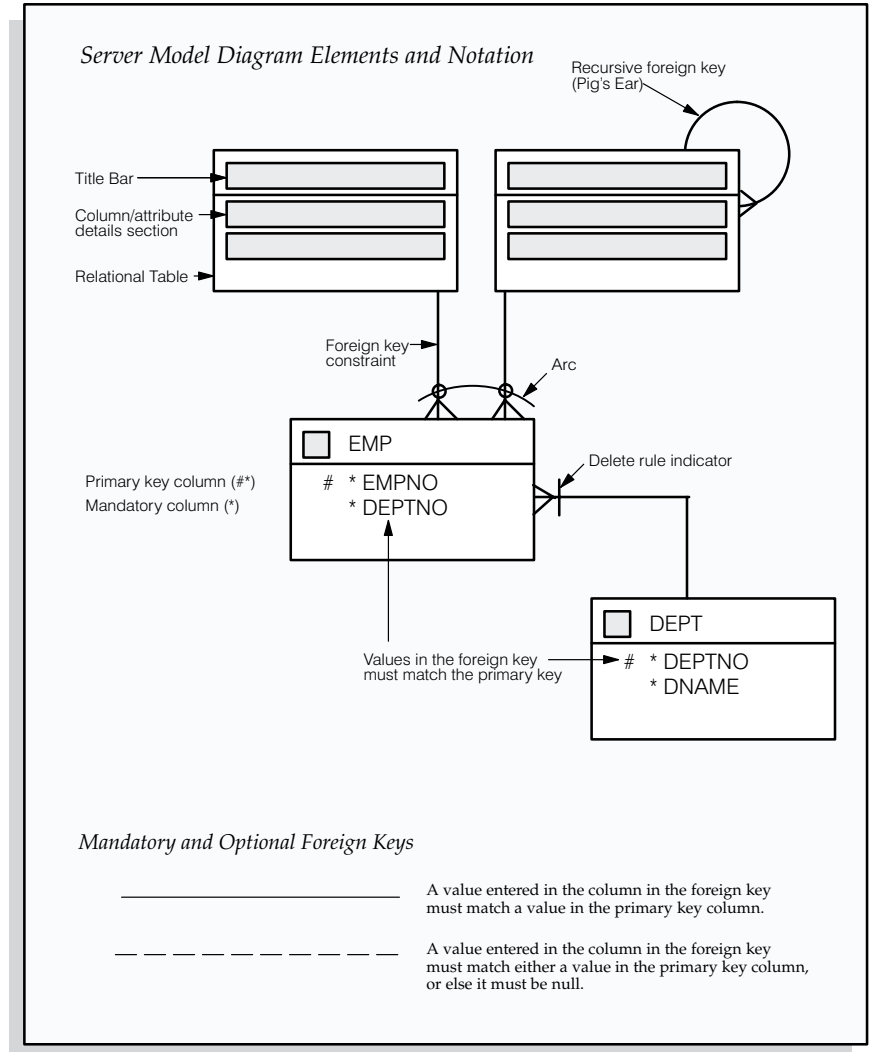 Server Model Diagram Elements and Notation
Recursive foreign key
(Pig's Ear)
Title Bar
Column/attribute
details section
Relational Table
Foreign key
constraint
Arc
EMP
Primary key column (#*)
Mandatory column (*)
# * EMPNO
* DEPTNO
Delete rule indicator
DEPT
Values in the foreign key
must match the primary key
# * DEPTNO
* DNAME
Mandatory and Optional Foreign Keys
A value entered in the column in the foreign key
must match a value in the primary key column.
A value entered in the column in the foreign key
must match either a value in the primary key column,
or else it must be null.